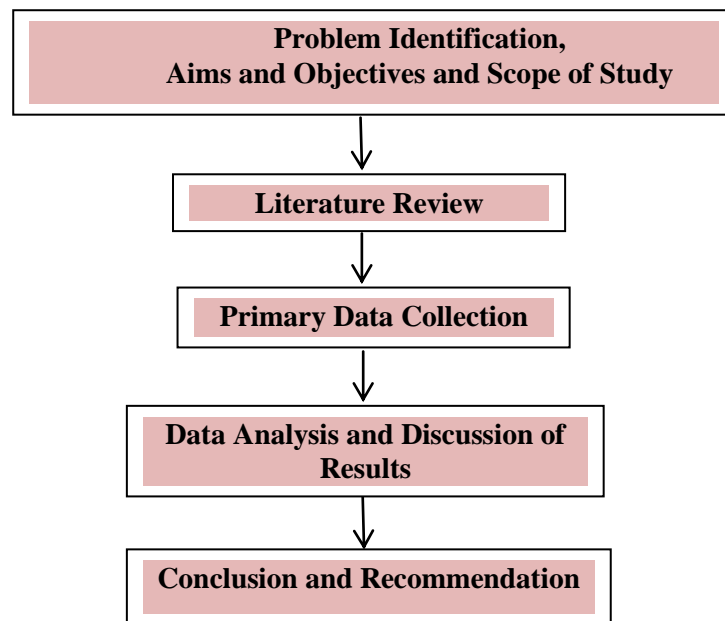 Problem Identification,
Aims and Objectives and Scope of Study
Literature Review
Primary Data Collection
Data Analysis and Discussion of
Results
Conclusion and Recommendation